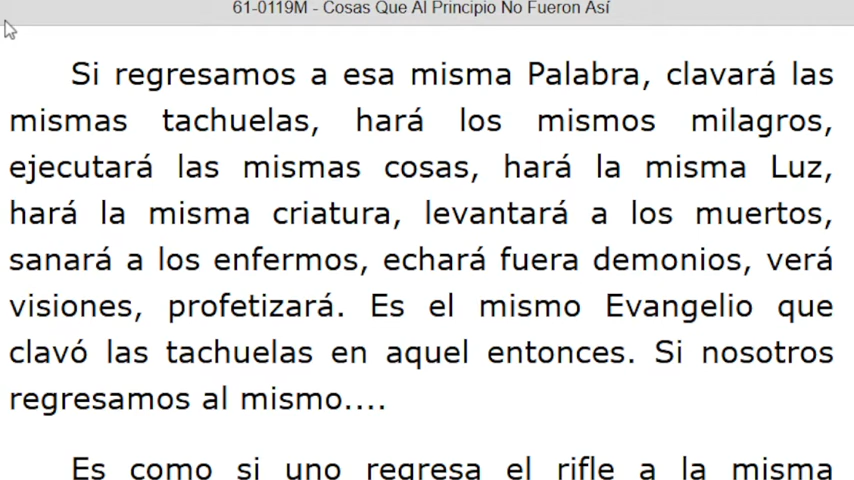 61-0119M - Cosas Que Al Principio No Fueron Así
Si regresamos a esa misma Palabra, clavará las
mismas tachuelas, hará los mismos milagros,
ejecutará las mismas cosas, hará la misma Luz,
hará la misma criatura, levantará a los muertos,
sanará a los enfermos, echará fuera demonios, verá
visiones, profetizará. Es el mismo Evangelio que
clavó las tachuelas en aquel entonces. Si nosotros
regresamos al mismo....
Es como si uno regresa el rifle a la misma